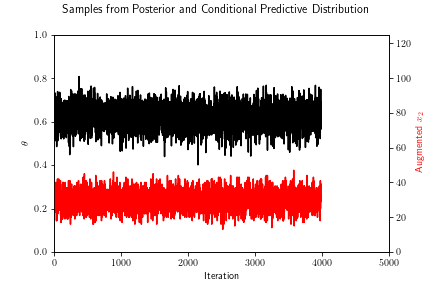 Samples from Posterior and Conditional Predictive Distribution
1.0
0.8
0.6
0.4
0.2
0.0
θ
120
100
80
60
40
20
0
Augmented x₂
0 1000 2000 3000 4000 5000
Iteration